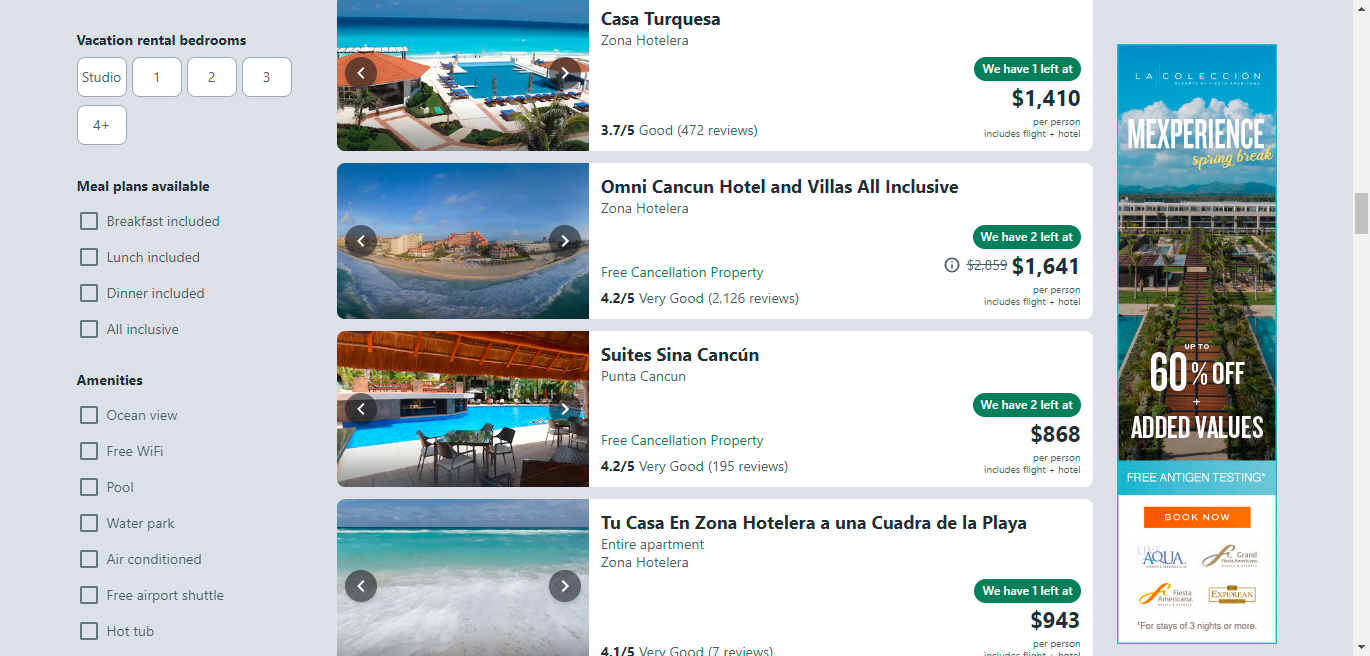 Vacation rental bedrooms
Studio
1
2
3
4+
Meal plans available
Breakfast included
Lunch included
Dinner included
All inclusive
Amenities
Ocean view
Free WiFi
Pool
Water park
Air conditioned
Free airport shuttle
Hot tub
Casa Turquesa
Zona Hotelera
We have 1 left at
$1,410
per person
includes flight + hotel
3.7/5 Good (472 reviews)
Omni Cancun Hotel and Villas All Inclusive
Zona Hotelera
We have 2 left at
$2,859 $1,641
per person
includes flight + hotel
Free Cancellation Property
4.2/5 Very Good (2,126 reviews)
Suites Sina Cancún
Punta Cancun
We have 2 left at
$868
per person
includes flight + hotel
Free Cancellation Property
4.2/5 Very Good (195 reviews)
Tu Casa En Zona Hotelera a una Cuadra de la Playa
Entire apartment
Zona Hotelera
We have 1 left at
$943
per person
includes flight + hotel
4.1/5 Very Good (7 reviews)
LA COLECCIÓN
RESORTS BY FIESTA AMERICANA
MEXPERIENCE
spring break
UP TO
60% OFF
+
ADDED VALUES
FREE ANTIGEN TESTING*
BOOK NOW
LIVE
AQUA
Grand
Fiesta Americana
Fiesta
Americana
*For stays of 3 nights or more.